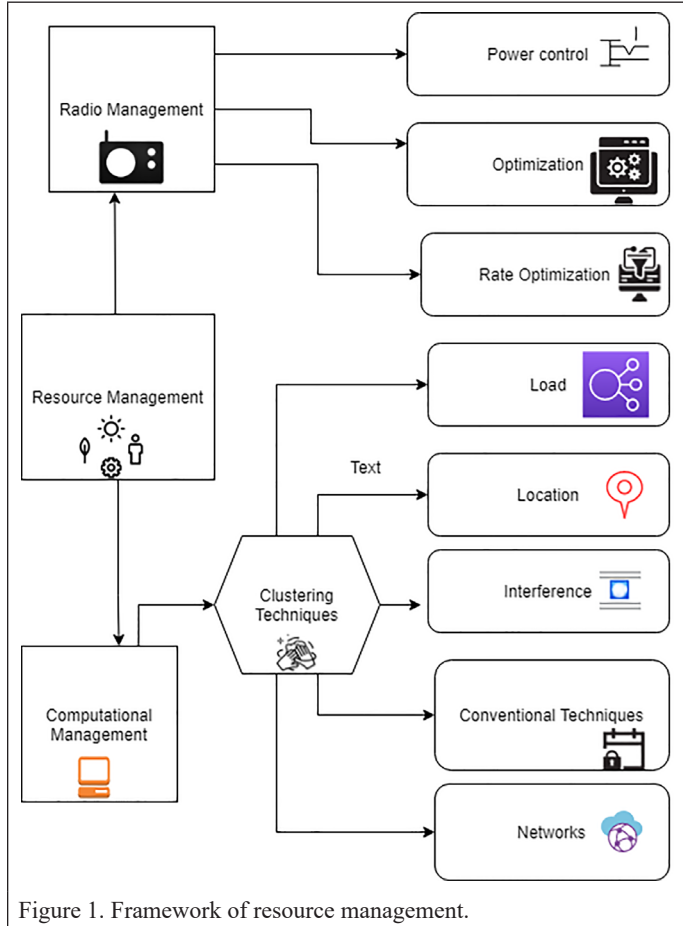 Power control
Radio Management
Optimization
Rate Optimization
Resource Management
Load
Text
Location
Clustering
Techniques
Interference
Computational
Management
Conventional Techniques
Networks
Figure 1. Framework of resource management.